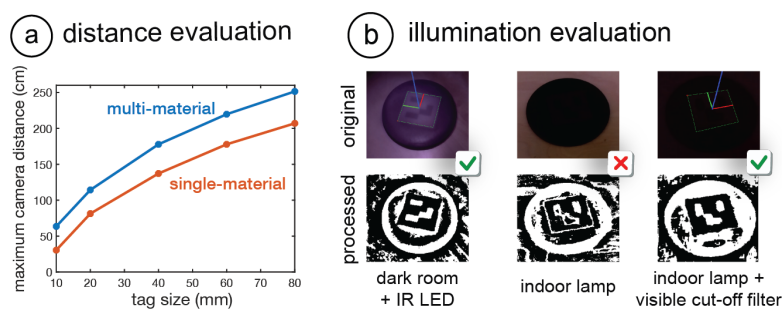 a distance evaluation
maximum camera distance (cm)
250
200
150
100
50
0
multi-material
single-material
10 20 30 40 50 60 70 80
tag size (mm)
b illumination evaluation
original
processed
dark room
+ IR LED
indoor lamp
indoor lamp +
visible cut-off filter